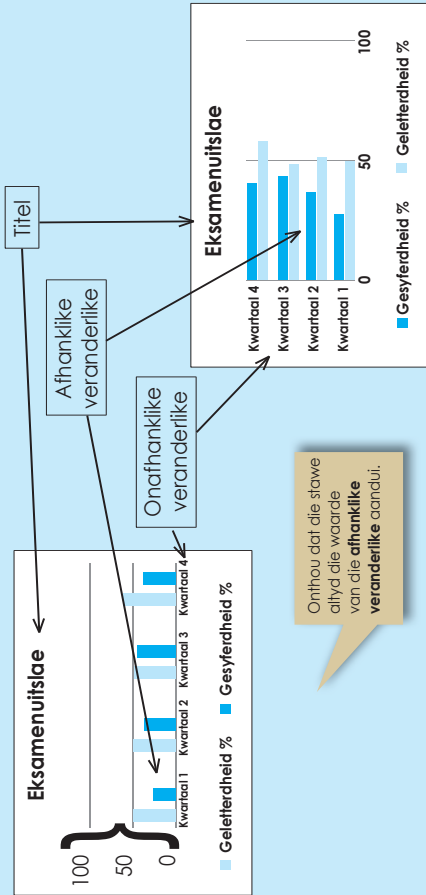 Titel
Afhanklike
veranderlike
Onafhanklike
veranderlike
Eksamenuitslae
100
50
0
Kwartaal 1
Kwartaal 2
Kwartaal 3
Kwartaal 4
Geletterdheid %
Gesyferdheid %
Onthou dat die stawe
altyd die waarde
van die afhanklike
veranderlike aandui.
Eksamenuitslae
Kwartaal 4
Kwartaal 3
Kwartaal 2
Kwartaal 1
0
50
100
Gesyferdheid %
Geletterdheid %